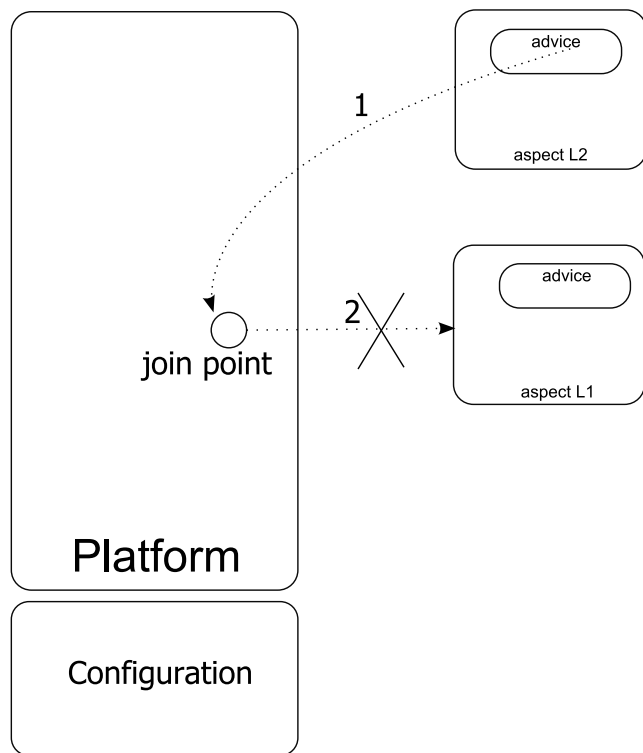 advice
1
aspect L2
advice
2
join point
aspect L1
Platform
Configuration